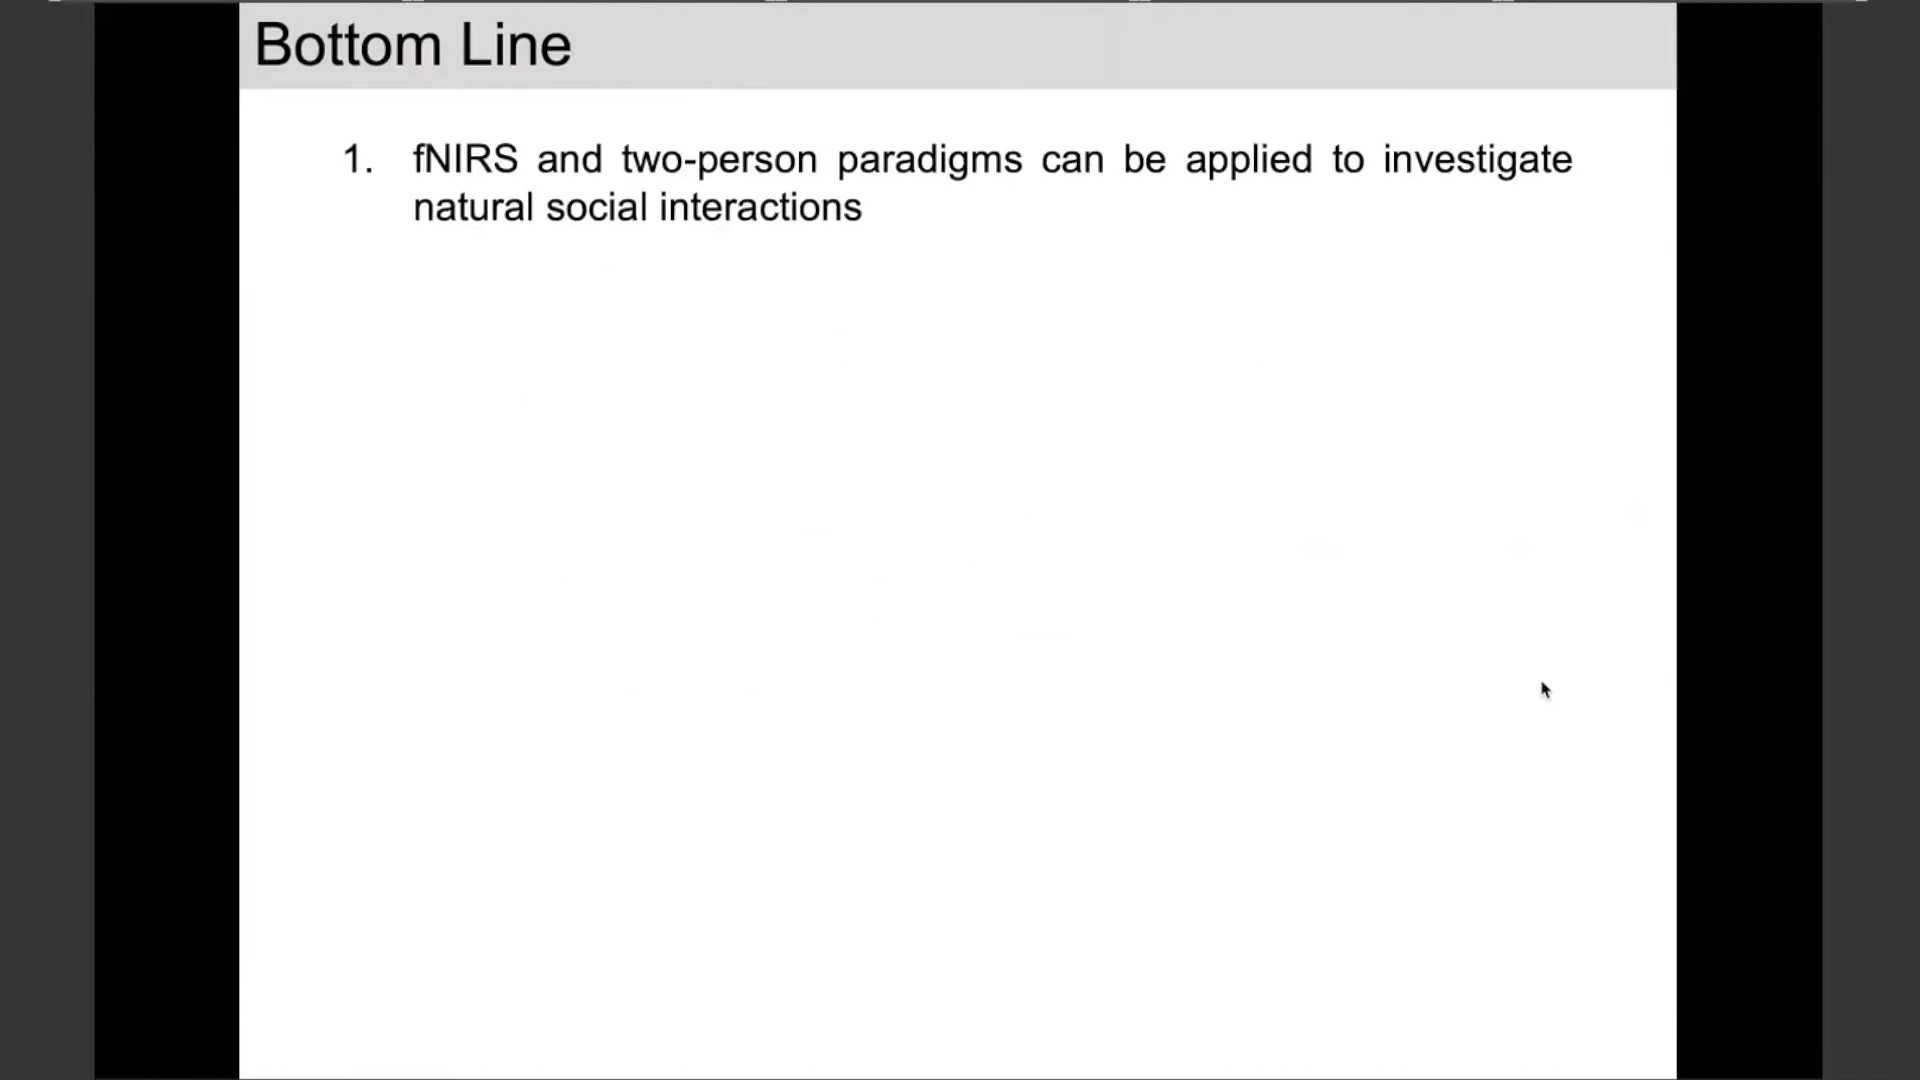 Bottom Line
1. fNIRS and two-person paradigms can be applied to investigate
natural social interactions